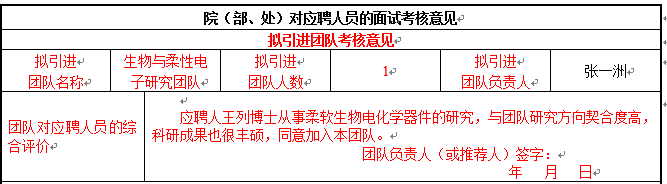 院（部、处）对应聘人员的面试考核意见
拟引进团队考核意见
拟引进
团队名称
生物与柔性电
子研究团队
拟引进
团队人数
1
拟引进
团队负责人
张一洲
团队对应聘人员的综
合评价
应聘人王列博士从事柔软生物电化学器件的研究，与团队研究方向契合度高，
科研成果也很丰硕，同意加入本团队。
团队负责人（或推荐人）签字：
年 月 日